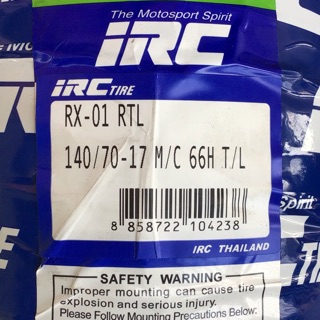 The Motosport Spirit
iRC
iRC TIRE
RX-01 RTL
140/70-17 M/C 66H T/L
8 858722 104238
IRC THAILAND
SAFETY WARNING
Improper mounting can cause tire
explosion and serious injury.
Please Follow Mounting Precautions Below: